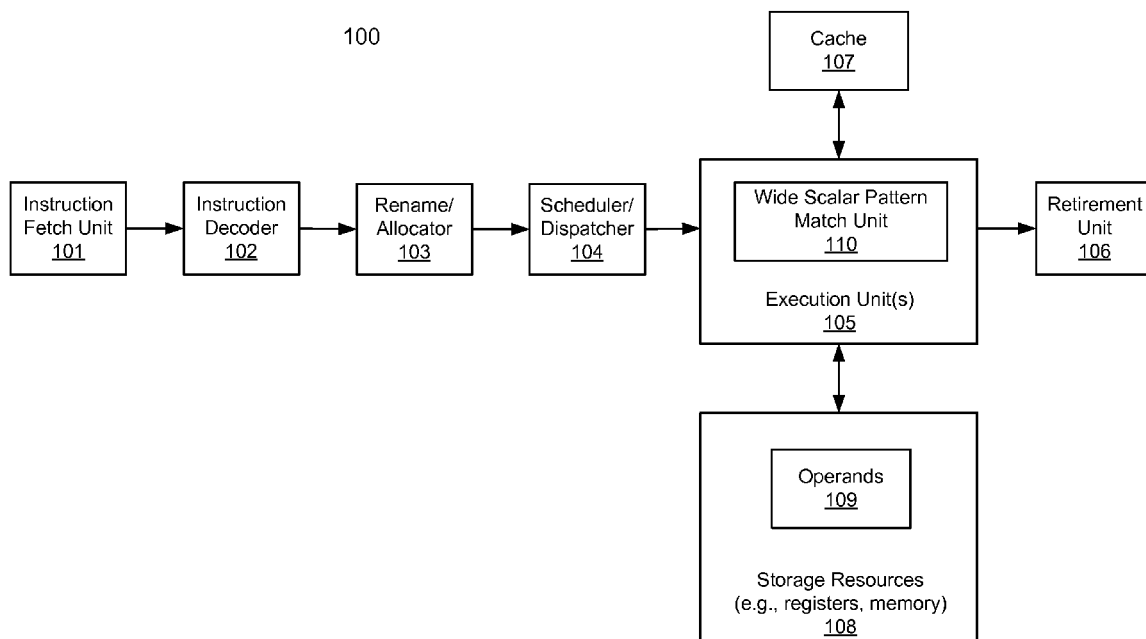 100
Cache
107
Instruction
Fetch Unit
101
Instruction
Decoder
102
Rename/
Allocator
103
Scheduler/
Dispatcher
104
Wide Scalar Pattern
Match Unit
110
Execution Unit(s)
105
Retirement
Unit
106
Operands
109
Storage Resources
(e.g., registers, memory)
108